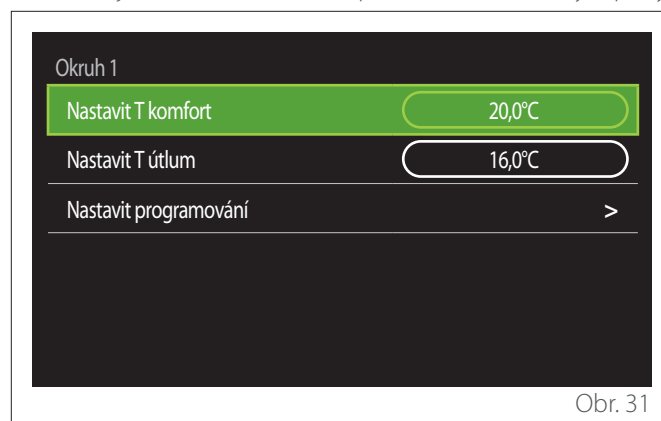 Okruh 1
Nastavit T komfort 20,0°C
Nastavit T útlum 16,0°C
Nastavit programování >
Obr. 31